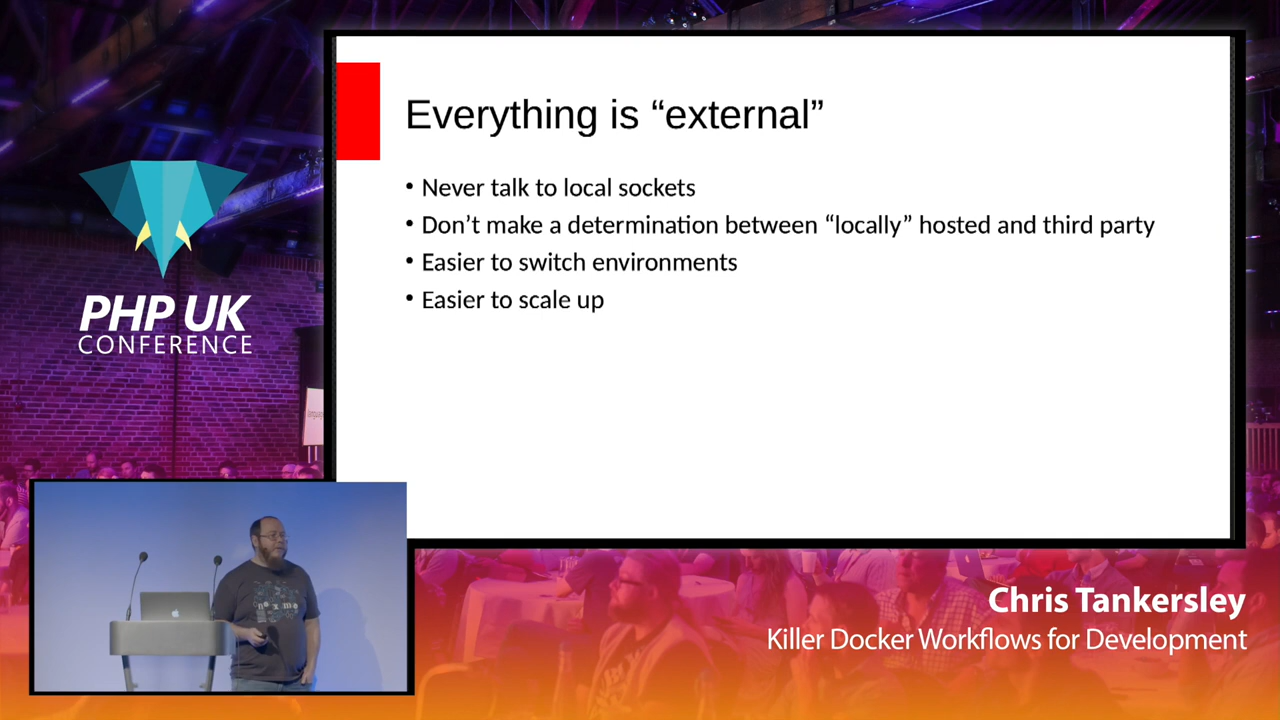 Everything is “external”
• Never talk to local sockets
• Don’t make a determination between “locally” hosted and third party
• Easier to switch environments
• Easier to scale up
PHP UK
CONFERENCE
Chris Tankersley
Killer Docker Workflows for Development